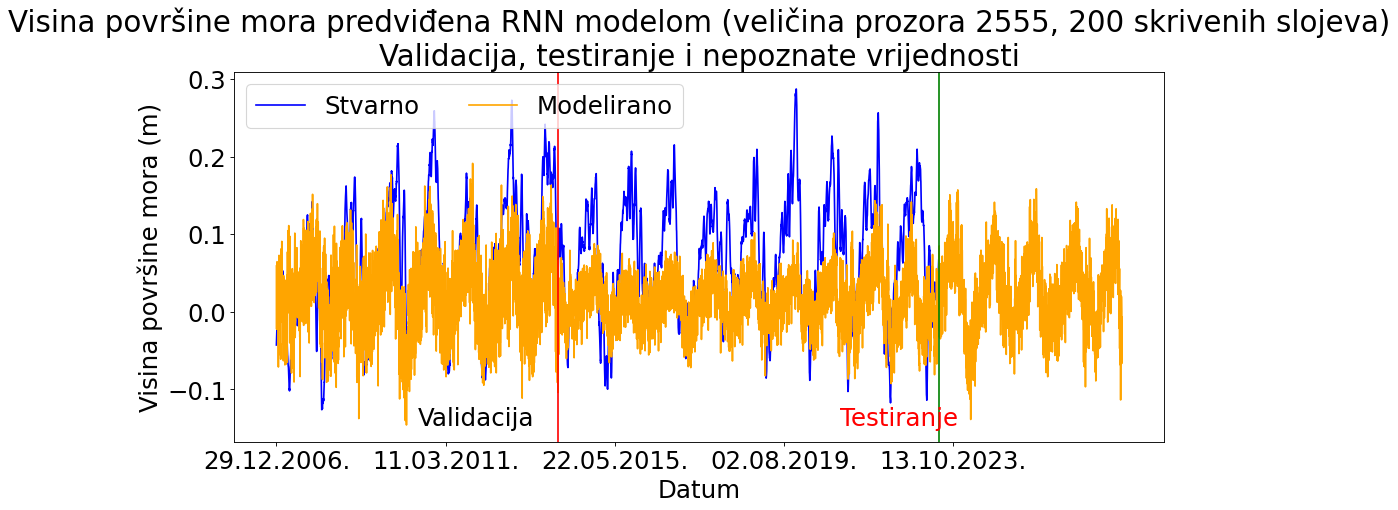 Visina površine mora predviđena RNN modelom (veličina prozora 2555, 200 skrivenih slojeva)
Validacija, testiranje i nepoznate vrijednosti
Stvarno Modelirano
Visina površine mora (m)
0.3
0.2
0.1
0.0
−0.1
Validacija Testiranje
29.12.2006. 11.03.2011. 22.05.2015. 02.08.2019. 13.10.2023.
Datum